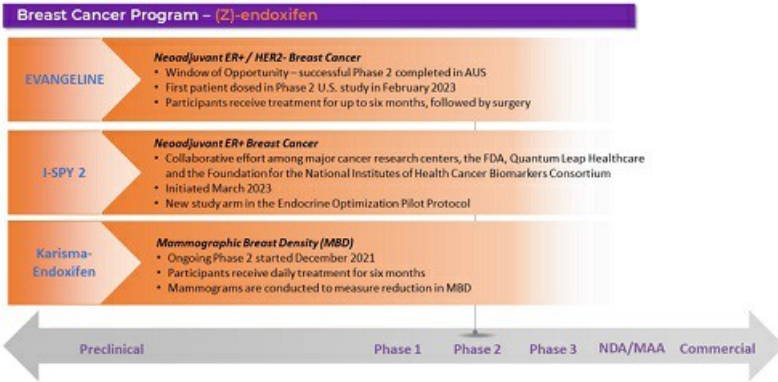 Breast Cancer Program – (Z)-endoxifen
EVANGELINE
Neoadjuvant ER+ / HER2- Breast Cancer
• Window of Opportunity – successful Phase 2 completed in AUS
• First patient dosed in Phase 2 U.S. study in February 2023
• Participants receive treatment for up to six months, followed by surgery
I-SPY 2
Neoadjuvant ER+ Breast Cancer
• Collaborative effort among major cancer research centers, the FDA, Quantum Leap Healthcare
and the Foundation for the National Institutes of Health Cancer Biomarkers Consortium
• Initiated March 2023
• New study arm in the Endocrine Optimization Pilot Protocol
Karisma-
Endoxifen
Mammographic Breast Density (MBD)
• Ongoing Phase 2 started December 2021
• Participants receive daily treatment for six months
• Mammograms are conducted to measure reduction in MBD
Preclinical Phase 1 Phase 2 Phase 3 NDA/MAA Commercial